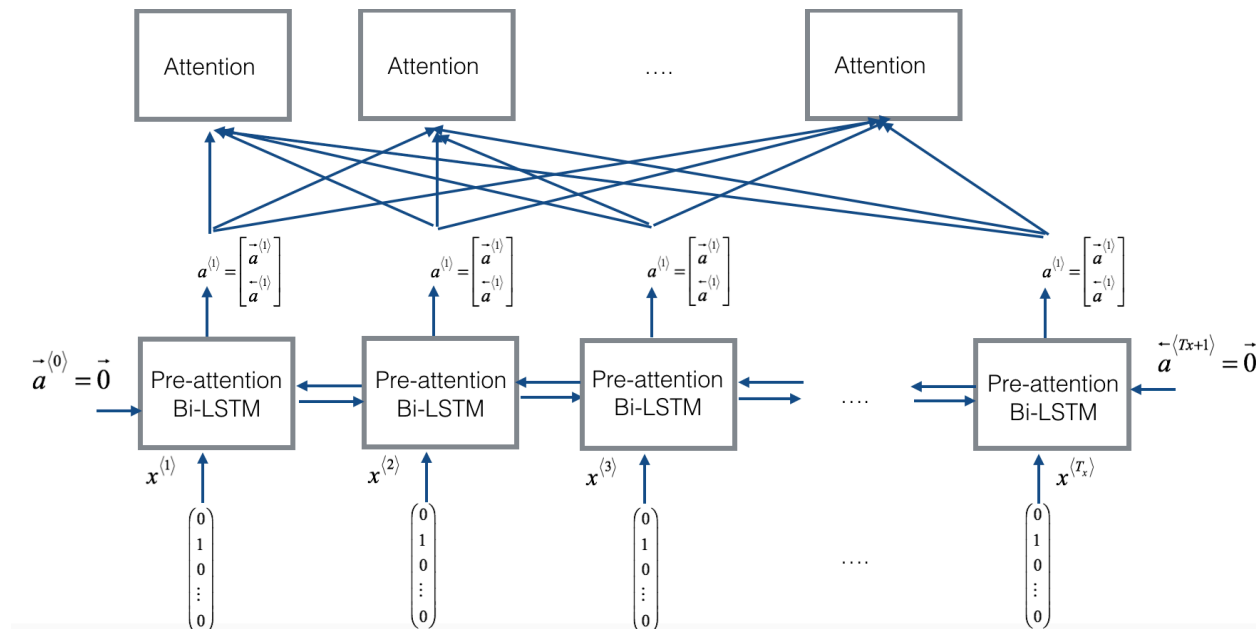 Attention Attention .... Attention
a⟨1⟩ = [a→⟨1⟩ a←⟨1⟩] a⟨1⟩ = [a→⟨1⟩ a←⟨1⟩] a⟨1⟩ = [a→⟨1⟩ a←⟨1⟩] a⟨1⟩ = [a→⟨1⟩ a←⟨1⟩]
a→⟨0⟩ = 0→
Pre-attention
Bi-LSTM
Pre-attention
Bi-LSTM
Pre-attention
Bi-LSTM
....
Pre-attention
Bi-LSTM
a←⟨Tx+1⟩ = 0→
x⟨1⟩ x⟨2⟩ x⟨3⟩ x⟨Tx⟩
0 0 0 0
1 1 1 1
0 0 0 .... 0
⋮ ⋮ ⋮ ⋮
0 0 0 0